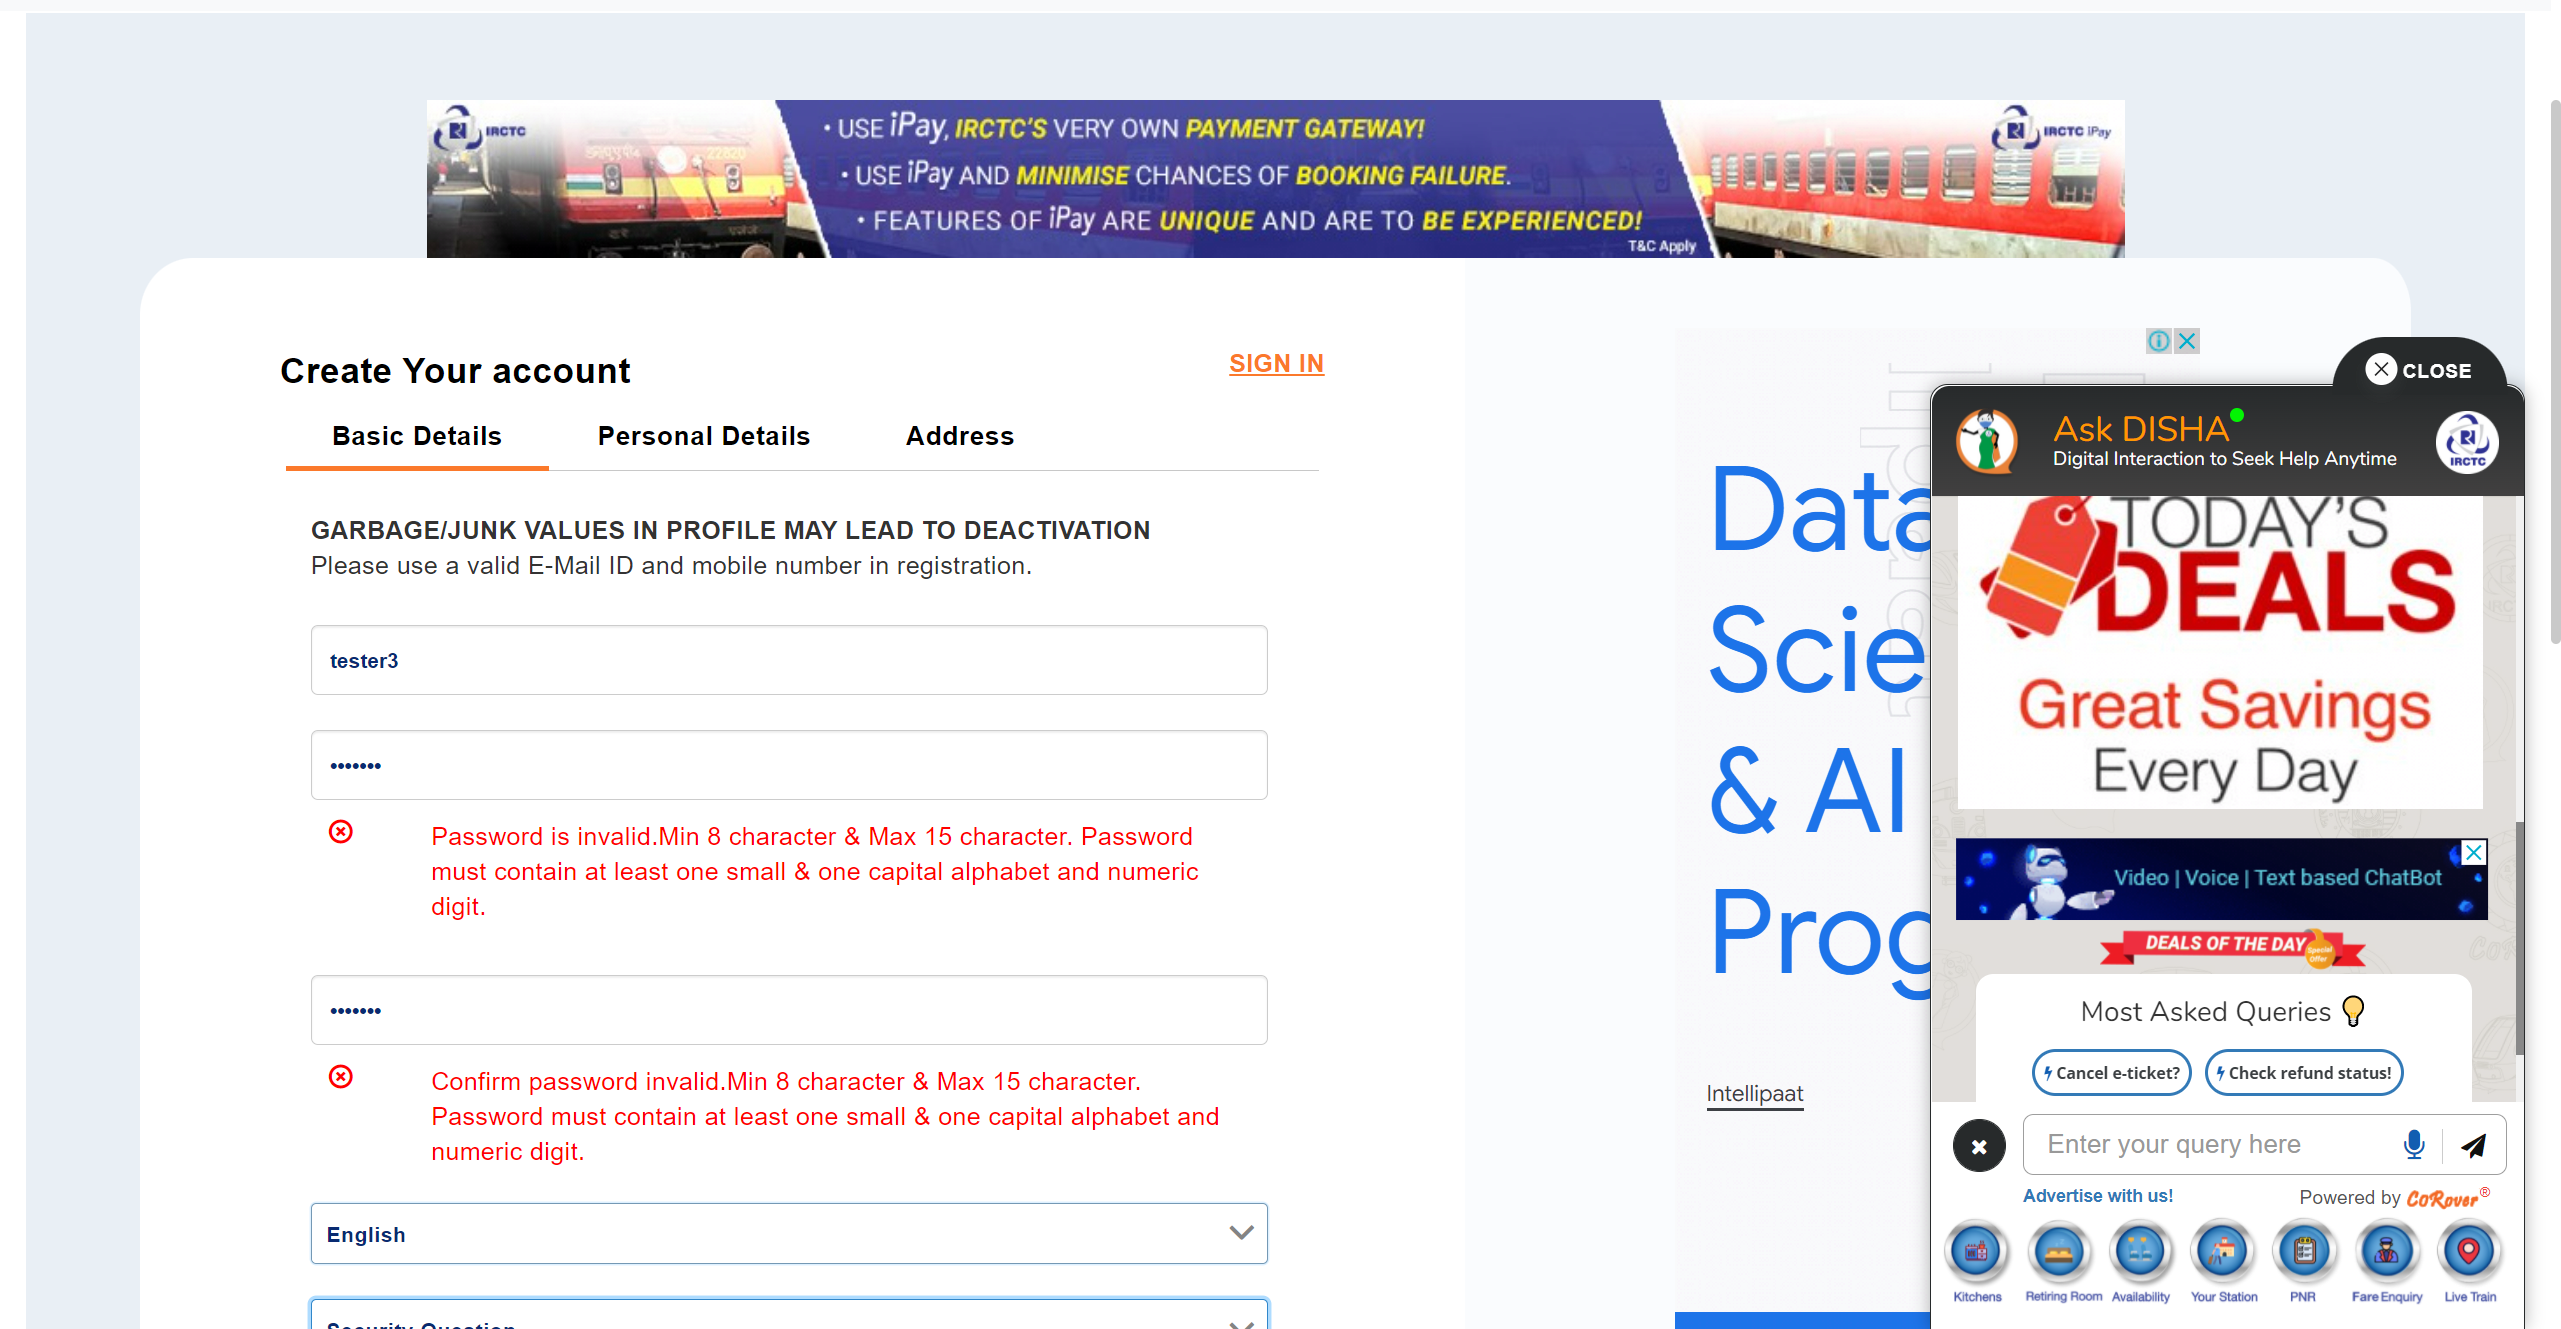 IRCTC
• USE iPay, IRCTC'S VERY OWN PAYMENT GATEWAY!
• USE iPay AND MINIMISE CHANCES OF BOOKING FAILURE.
• FEATURES OF iPay ARE UNIQUE AND ARE TO BE EXPERIENCED!
T&C Apply
IRCTC iPay
22820
Create Your account
SIGN IN
Basic Details
Personal Details
Address
GARBAGE/JUNK VALUES IN PROFILE MAY LEAD TO DEACTIVATION
Please use a valid E-Mail ID and mobile number in registration.
tester3
•••••••
Password is invalid.Min 8 character & Max 15 character. Password
must contain at least one small & one capital alphabet and numeric
digit.
•••••••
Confirm password invalid.Min 8 character & Max 15 character.
Password must contain at least one small & one capital alphabet and
numeric digit.
English
Security Question
Data
Scie
& AI
Prog
Intellipaat
CLOSE
Ask DISHA
Digital Interaction to Seek Help Anytime
IRCTC
TODAY'S
DEALS
Great Savings
Every Day
Video | Voice | Text based ChatBot
DEALS OF THE DAY
Special
Offer
Most Asked Queries
Cancel e-ticket?
Check refund status!
Enter your query here
Advertise with us!
Powered by CoRover®
Kitchens
Retiring Room
Availability
Your Station
PNR
Fare Enquiry
Live Train